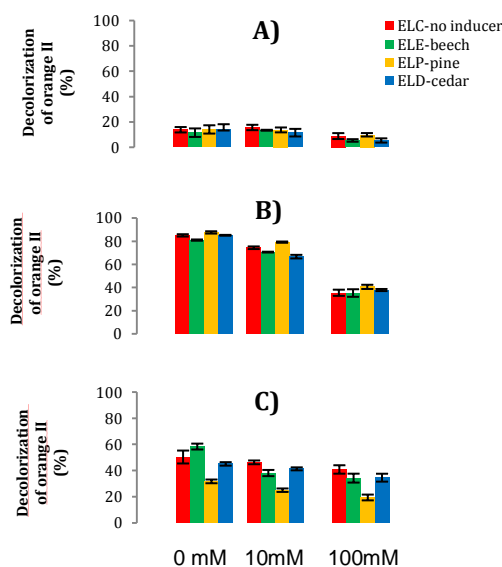 A)
ELC-no inducer
ELE-beech
ELP-pine
ELD-cedar
Decolorization
of orange II
(%)
100
80
60
40
20
0
B)
Decolorization
of orange II
(%)
100
80
60
40
20
0
C)
Decolorization
of orange II
(%)
100
80
60
40
20
0
0 mM 10mM 100mM